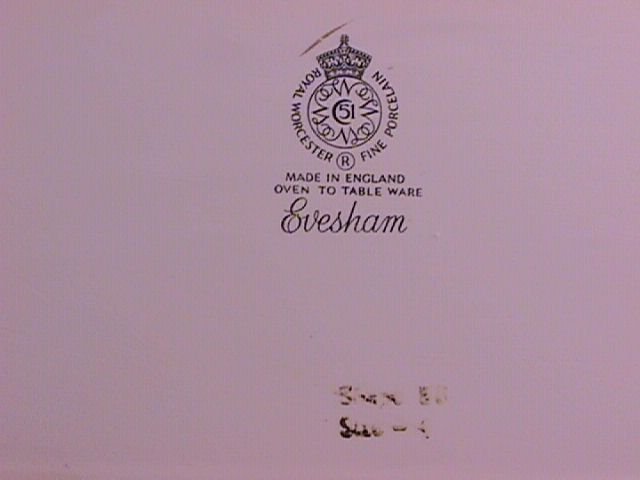 ROYAL WORCESTER
FINE PORCELAIN
51
R
MADE IN ENGLAND
OVEN TO TABLE WARE
Evesham